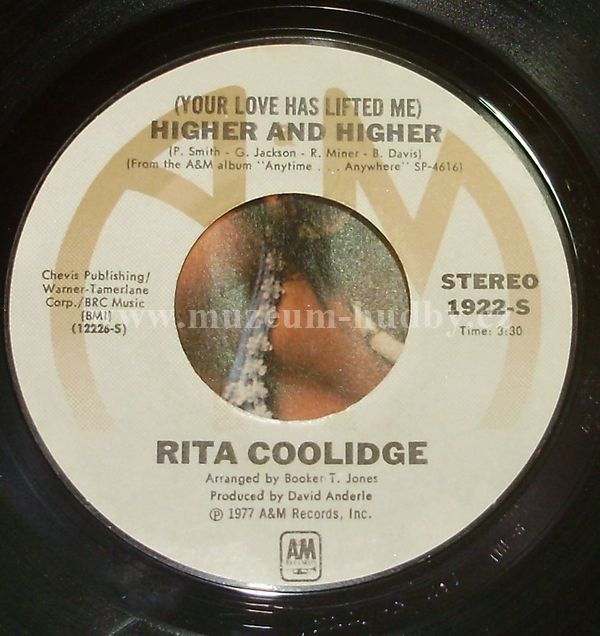 (YOUR LOVE HAS LIFTED ME)
HIGHER AND HIGHER
(P. Smith - G. Jackson - R. Miner - B. Davis)
(From the A&M album "Anytime . . . Anywhere" SP-4616)
Chevis Publishing/
Warner-Tamerlane
Corp./BRC Music
(BMI)
(12226-S)
STEREO
1922-S
Time: 3:30
www.muzeum-hudby.cz
RITA COOLIDGE
Arranged by Booker T. Jones
Produced by David Anderle
℗ 1977 A&M Records, Inc.
A&M
RECORDS